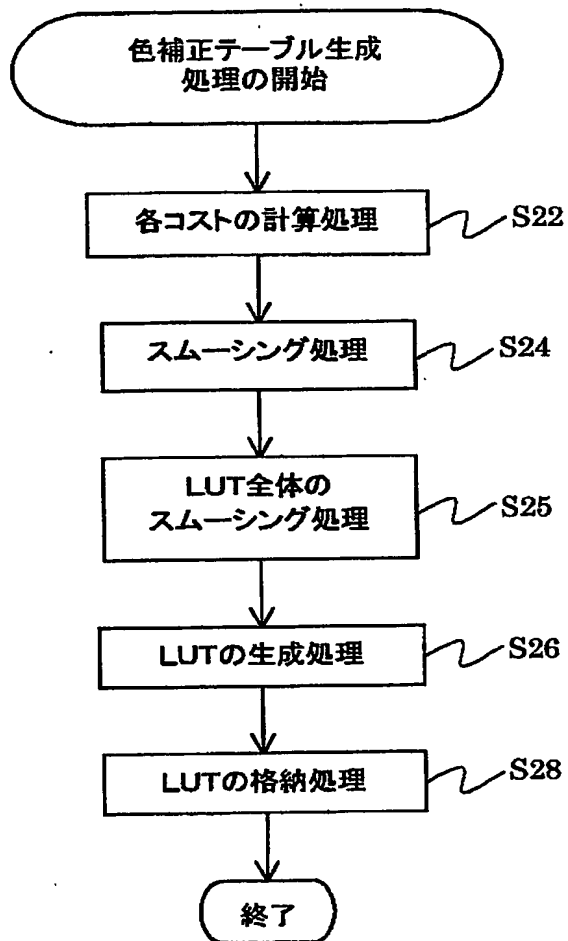 色補正テーブル生成
処理の開始
各コストの計算処理
S22
スムーシング処理
S24
LUT全体の
スムーシング処理
S25
LUTの生成処理
S26
LUTの格納処理
S28
終了